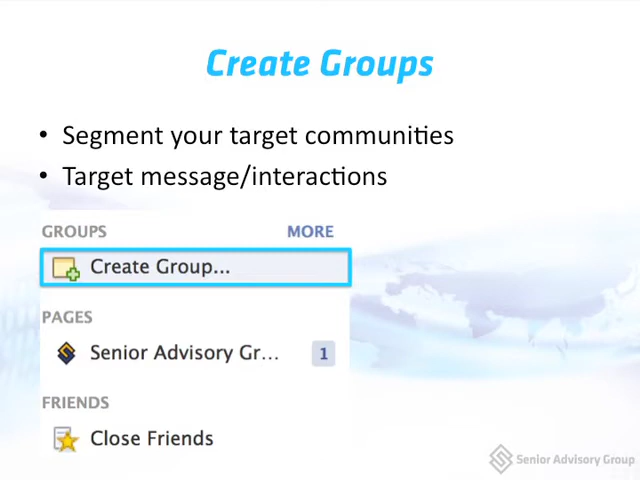 Create Groups
• Segment your target communities
• Target message/interactions
GROUPS MORE
Create Group...
PAGES
Senior Advisory Gr... 1
FRIENDS
Close Friends
Senior Advisory Group